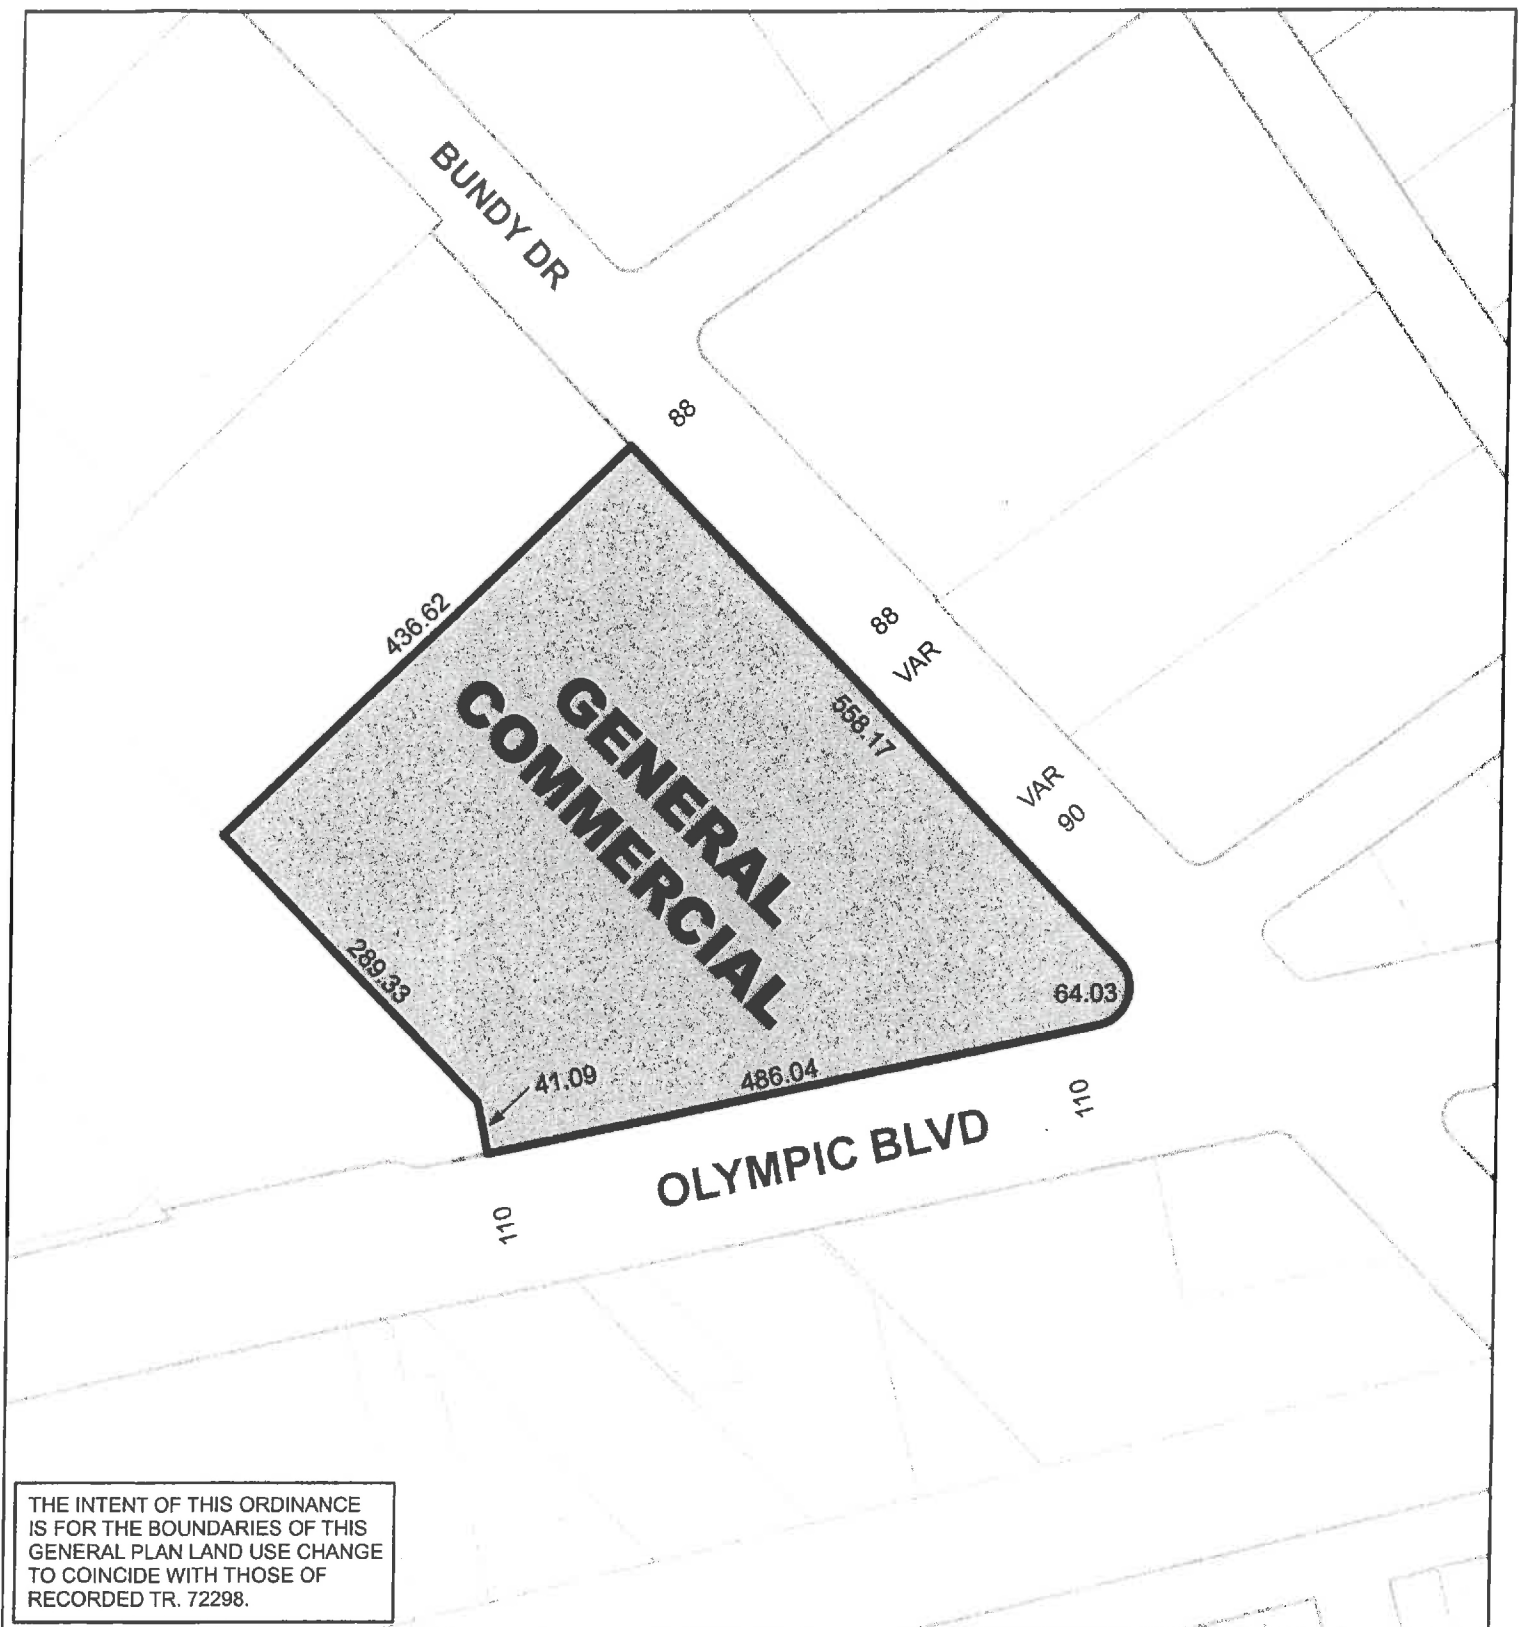 BUNDY DR
88
436.62
88
VAR
558.17
GENERAL
COMMERCIAL
VAR
90
289.33
64.03
41.09
486.04
110
OLYMPIC BLVD
110
THE INTENT OF THIS ORDINANCE
IS FOR THE BOUNDARIES OF THIS
GENERAL PLAN LAND USE CHANGE
TO COINCIDE WITH THOSE OF
RECORDED TR. 72298.